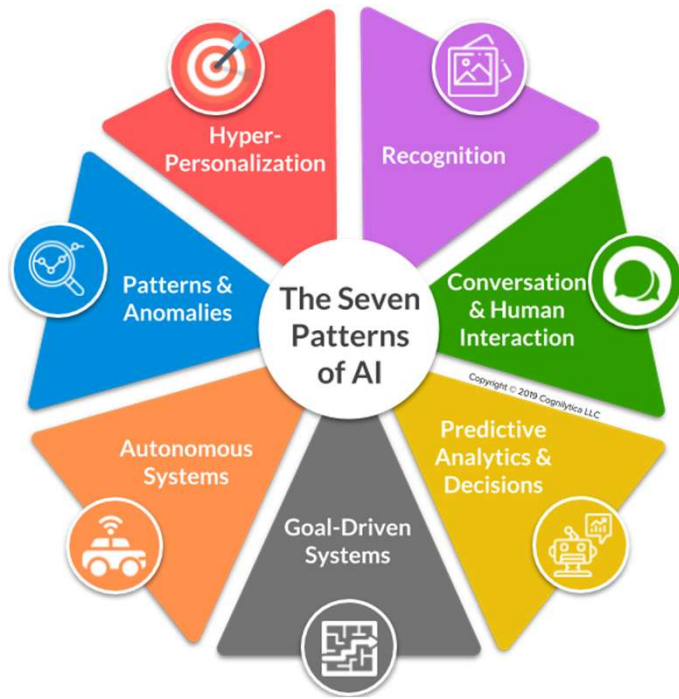 The Seven
Patterns
of AI
Hyper-
Personalization
Recognition
Conversation
& Human
Interaction
Copyright © 2019 Cognilytica LLC
Predictive
Analytics &
Decisions
Goal-Driven
Systems
Autonomous
Systems
Patterns &
Anomalies